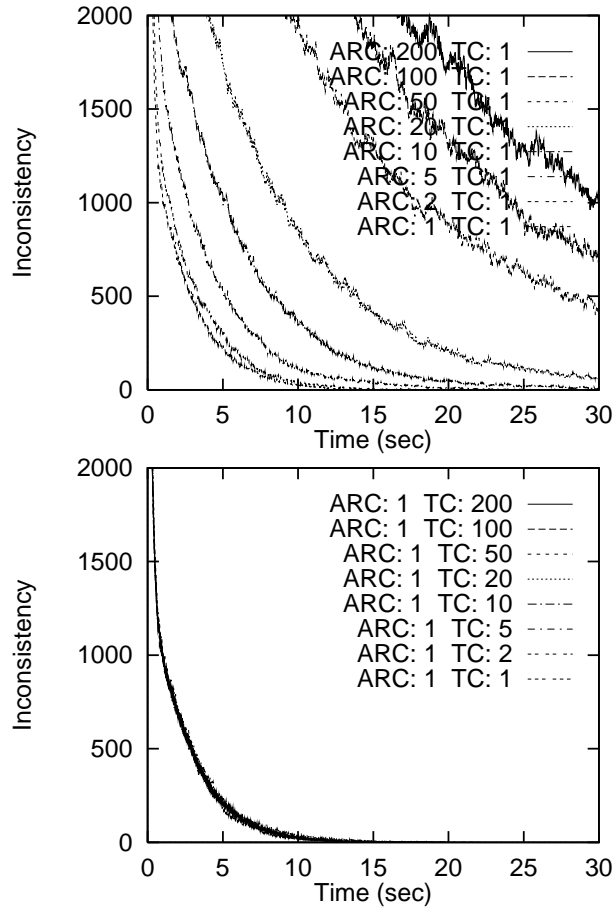 2000
ARC: 200 TC: 1
ARC: 100 TC: 1
1500
ARC: 50 TC: 1
ARC: 20 TC: 1
ARC: 10 TC: 1
ARC: 5 TC: 1
1000
ARC: 2 TC: 1
ARC: 1 TC: 1
500
0
Inconsistency
0 5 10 15 20 25 30
Time (sec)
2000
ARC: 1 TC: 200
ARC: 1 TC: 100
1500
ARC: 1 TC: 50
ARC: 1 TC: 20
ARC: 1 TC: 10
ARC: 1 TC: 5
1000
ARC: 1 TC: 2
ARC: 1 TC: 1
500
0
Inconsistency
0 5 10 15 20 25 30
Time (sec)